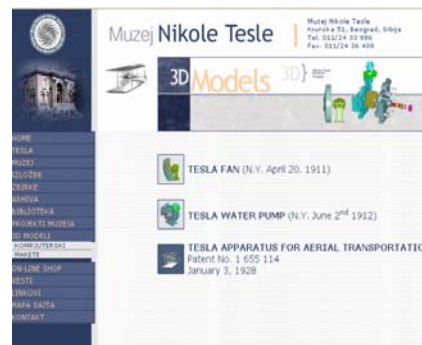 Muzej Nikole Tesle
Muzej Nikole Tesle
Krunska 51, Beograd, Srbija
Tel. 011/24 33 886
Fax. 011/24 36 408
3D Models 3D}
HOME
TESLA
MUZEJ
IZLOŽBE
ZBIRKE
ARHIVA
BIBLIOTEKA
PROJEKTI MUZEJA
3D MODELI
KOMPJUTERSKI
MAKETE
ON-LINE SHOP
VESTI
LINKOVI
MAPA SAJTA
KONTAKT
TESLA FAN (N.Y. April 20. 1911)
TESLA WATER PUMP (N.Y. June 2nd 1912)
TESLA APPARATUS FOR AERIAL TRANSPORTATIO
Patent No. 1 655 114
January 3, 1928